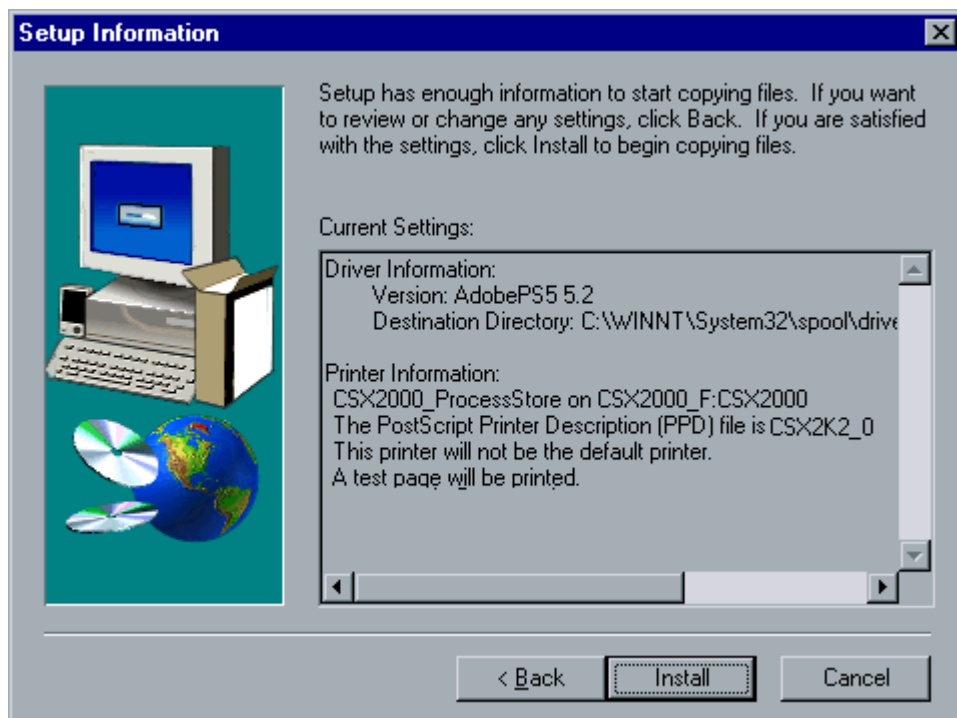 Setup Information
Setup has enough information to start copying files. If you want
to review or change any settings, click Back. If you are satisfied
with the settings, click Install to begin copying files.
Current Settings:
Driver Information:
Version: AdobePS5 5.2
Destination Directory: C:\WINNT\System32\spool\drive
Printer Information:
CSX2000_ProcessStore on CSX2000_F:CSX2000
The PostScript Printer Description (PPD) file is CSX2K2_0
This printer will not be the default printer.
A test page will be printed.
< Back
Install
Cancel